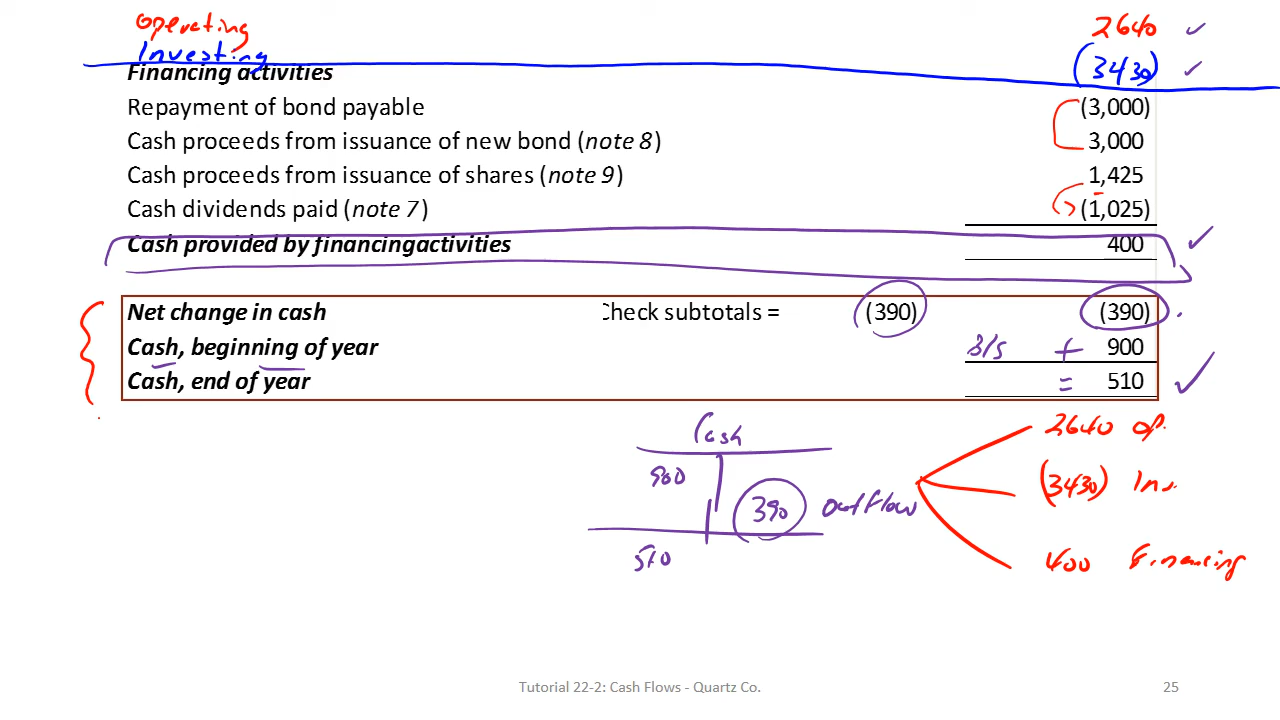 Operating 2640
Investing (3430)
Financing activities
Repayment of bond payable (3,000)
Cash proceeds from issuance of new bond (note 8) 3,000
Cash proceeds from issuance of shares (note 9) 1,425
Cash dividends paid (note 7) (1,025)
Cash provided by financingactivities 400
Net change in cash Check subtotals = (390) (390)
Cash, beginning of year B/S + 900
Cash, end of year = 510
Cash
2640 op.
900
390 outflow
(3430) Inv
510
400 Financing
Tutorial 22-2: Cash Flows - Quartz Co. 25